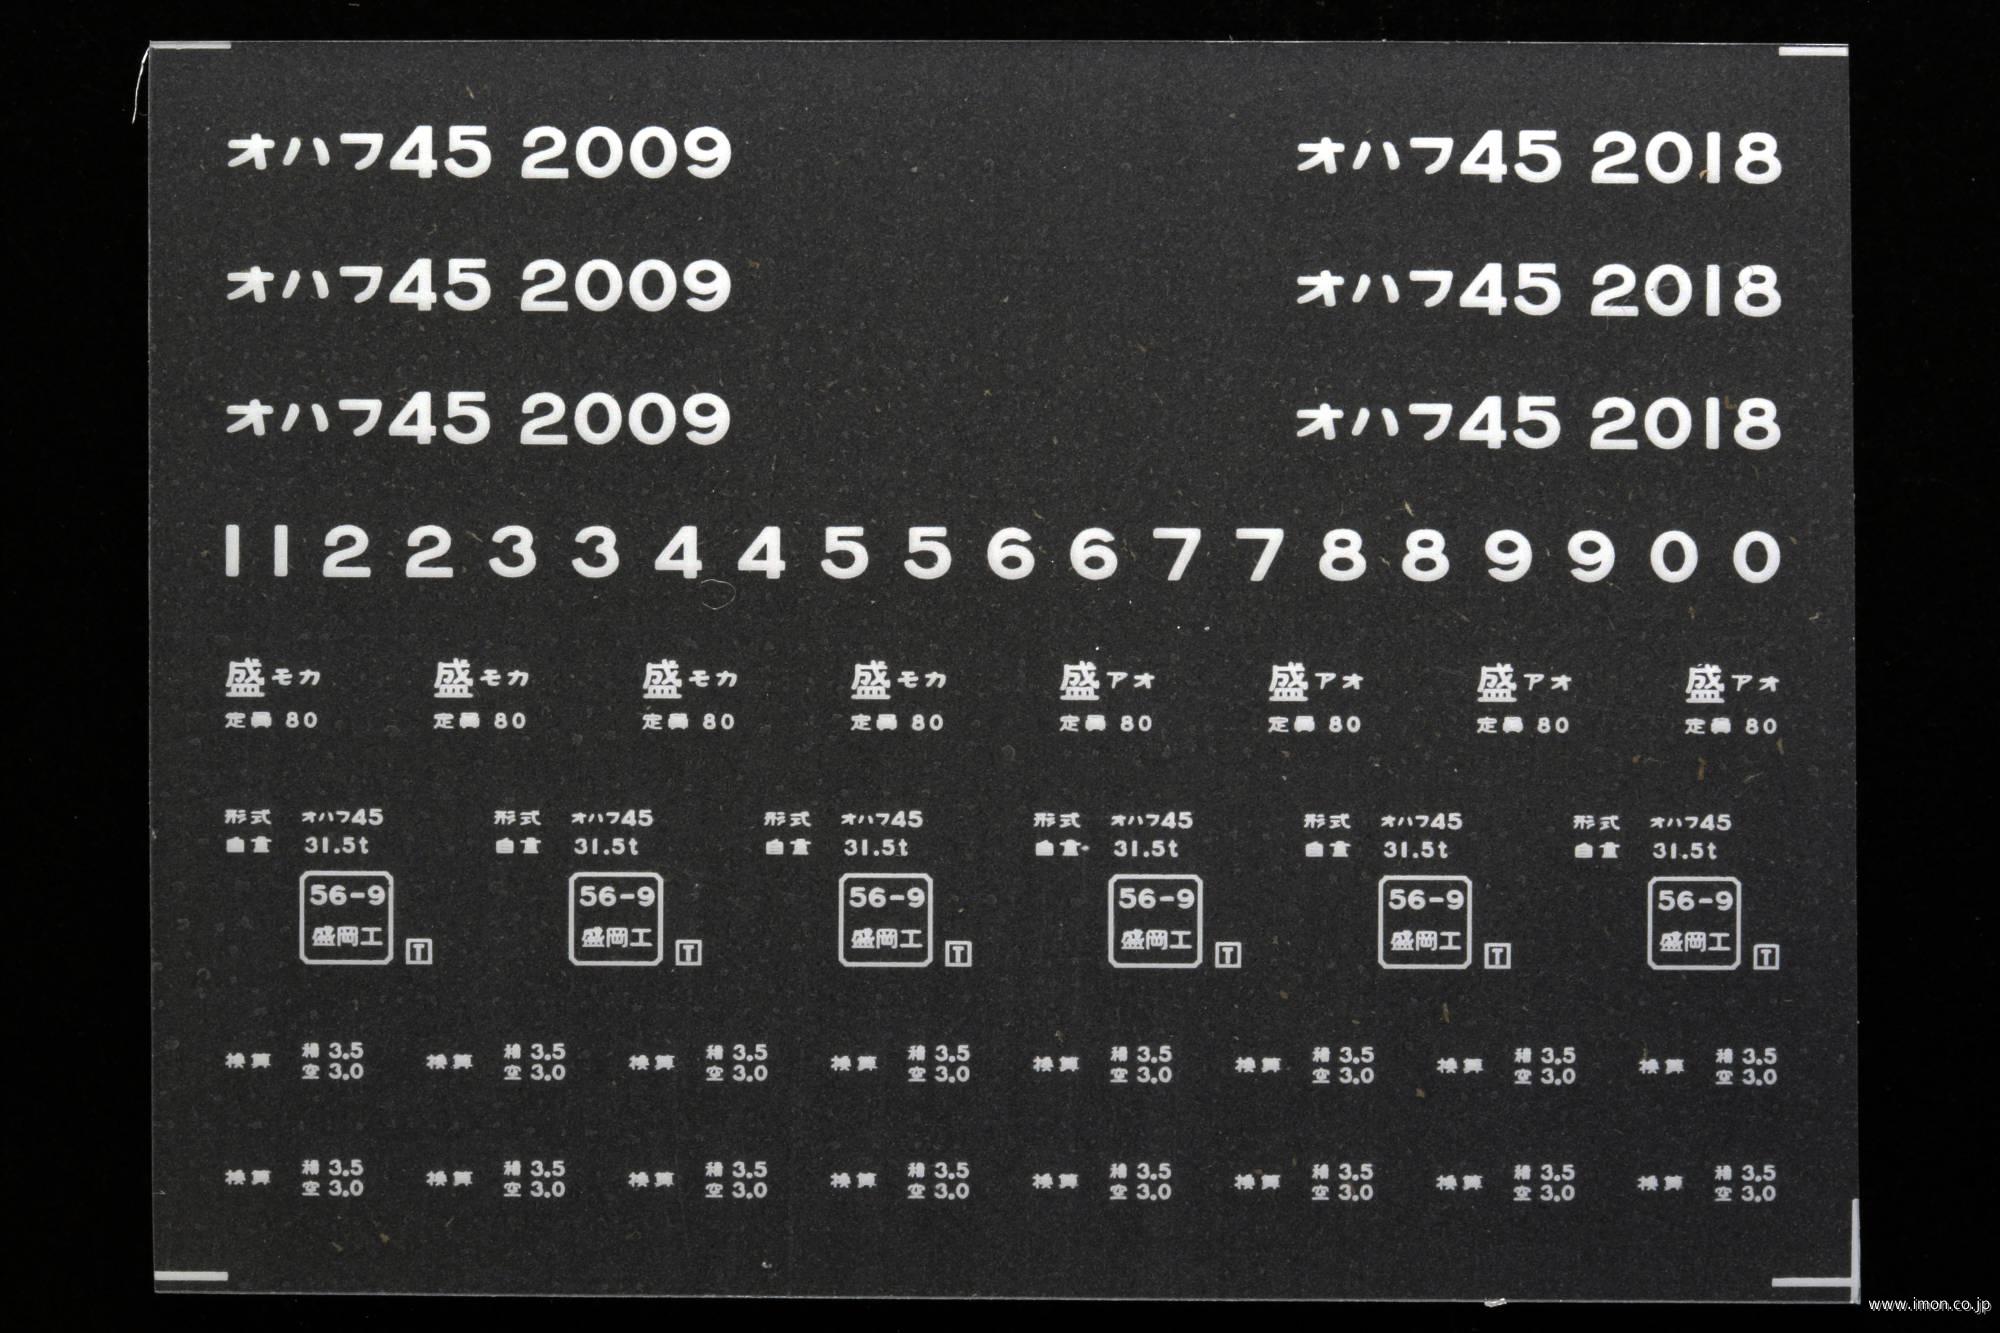 オハフ45 2009 オハフ45 2018
オハフ45 2009 オハフ45 2018
オハフ45 2009 オハフ45 2018
1 1 2 2 3 3 4 4 5 5 6 6 7 7 8 8 9 9 0 0
盛モカ 盛モカ 盛モカ 盛モカ 盛アオ 盛アオ 盛アオ 盛アオ
定員 80 定員 80 定員 80 定員 80 定員 80 定員 80 定員 80 定員 80
形式 オハフ45 形式 オハフ45 形式 オハフ45 形式 オハフ45 形式 オハフ45 形式 オハフ45
自重 31.5t 自重 31.5t 自重 31.5t 自重 31.5t 自重 31.5t 自重 31.5t
56-9 56-9 56-9 56-9 56-9 56-9
盛岡工 T 盛岡工 T 盛岡工 T 盛岡工 T 盛岡工 T 盛岡工 T
換算 積 3.5 換算 積 3.5 換算 積 3.5 換算 積 3.5 換算 積 3.5 換算 積 3.5 換算 積 3.5 換算 積 3.5
空 3.0 空 3.0 空 3.0 空 3.0 空 3.0 空 3.0 空 3.0 空 3.0
換算 積 3.5 換算 積 3.5 換算 積 3.5 換算 積 3.5 換算 積 3.5 換算 積 3.5 換算 積 3.5 換算 積 3.5
空 3.0 空 3.0 空 3.0 空 3.0 空 3.0 空 3.0 空 3.0 空 3.0
www.imon.co.jp